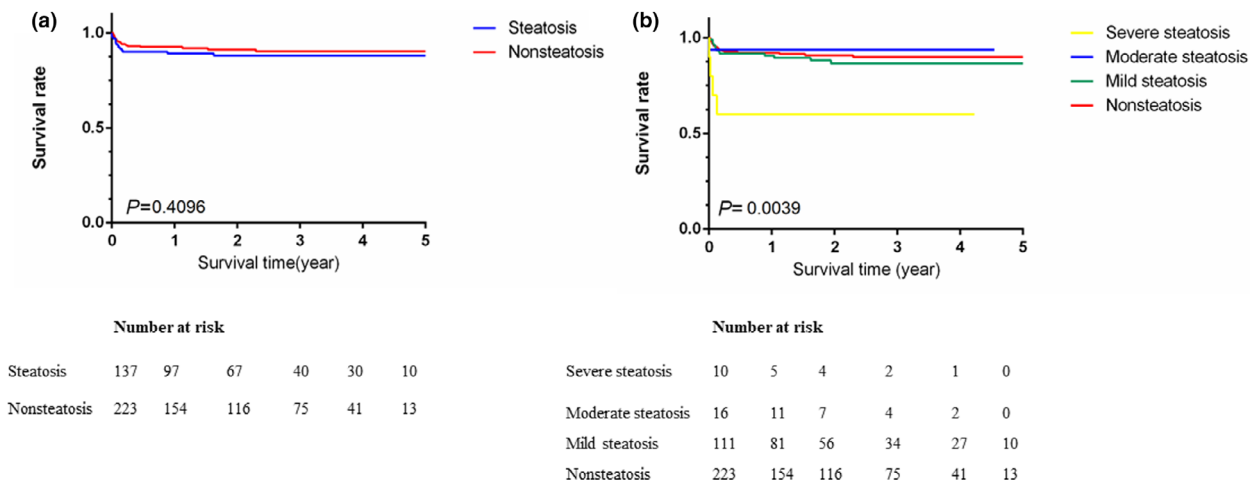 (a)
Steatosis
Nonsteatosis
1.0
0.5
0.0
Survival rate
P=0.4096
0 1 2 3 4 5
Survival time(year)
Number at risk
Steatosis 137 97 67 40 30 10
Nonsteatosis 223 154 116 75 41 13
(b)
Severe steatosis
Moderate steatosis
Mild steatosis
Nonsteatosis
1.0
0.5
0.0
Survival rate
P= 0.0039
0 1 2 3 4 5
Survival time (year)
Number at risk
Severe steatosis 10 5 4 2 1 0
Moderate steatosis 16 11 7 4 2 0
Mild steatosis 111 81 56 34 27 10
Nonsteatosis 223 154 116 75 41 13